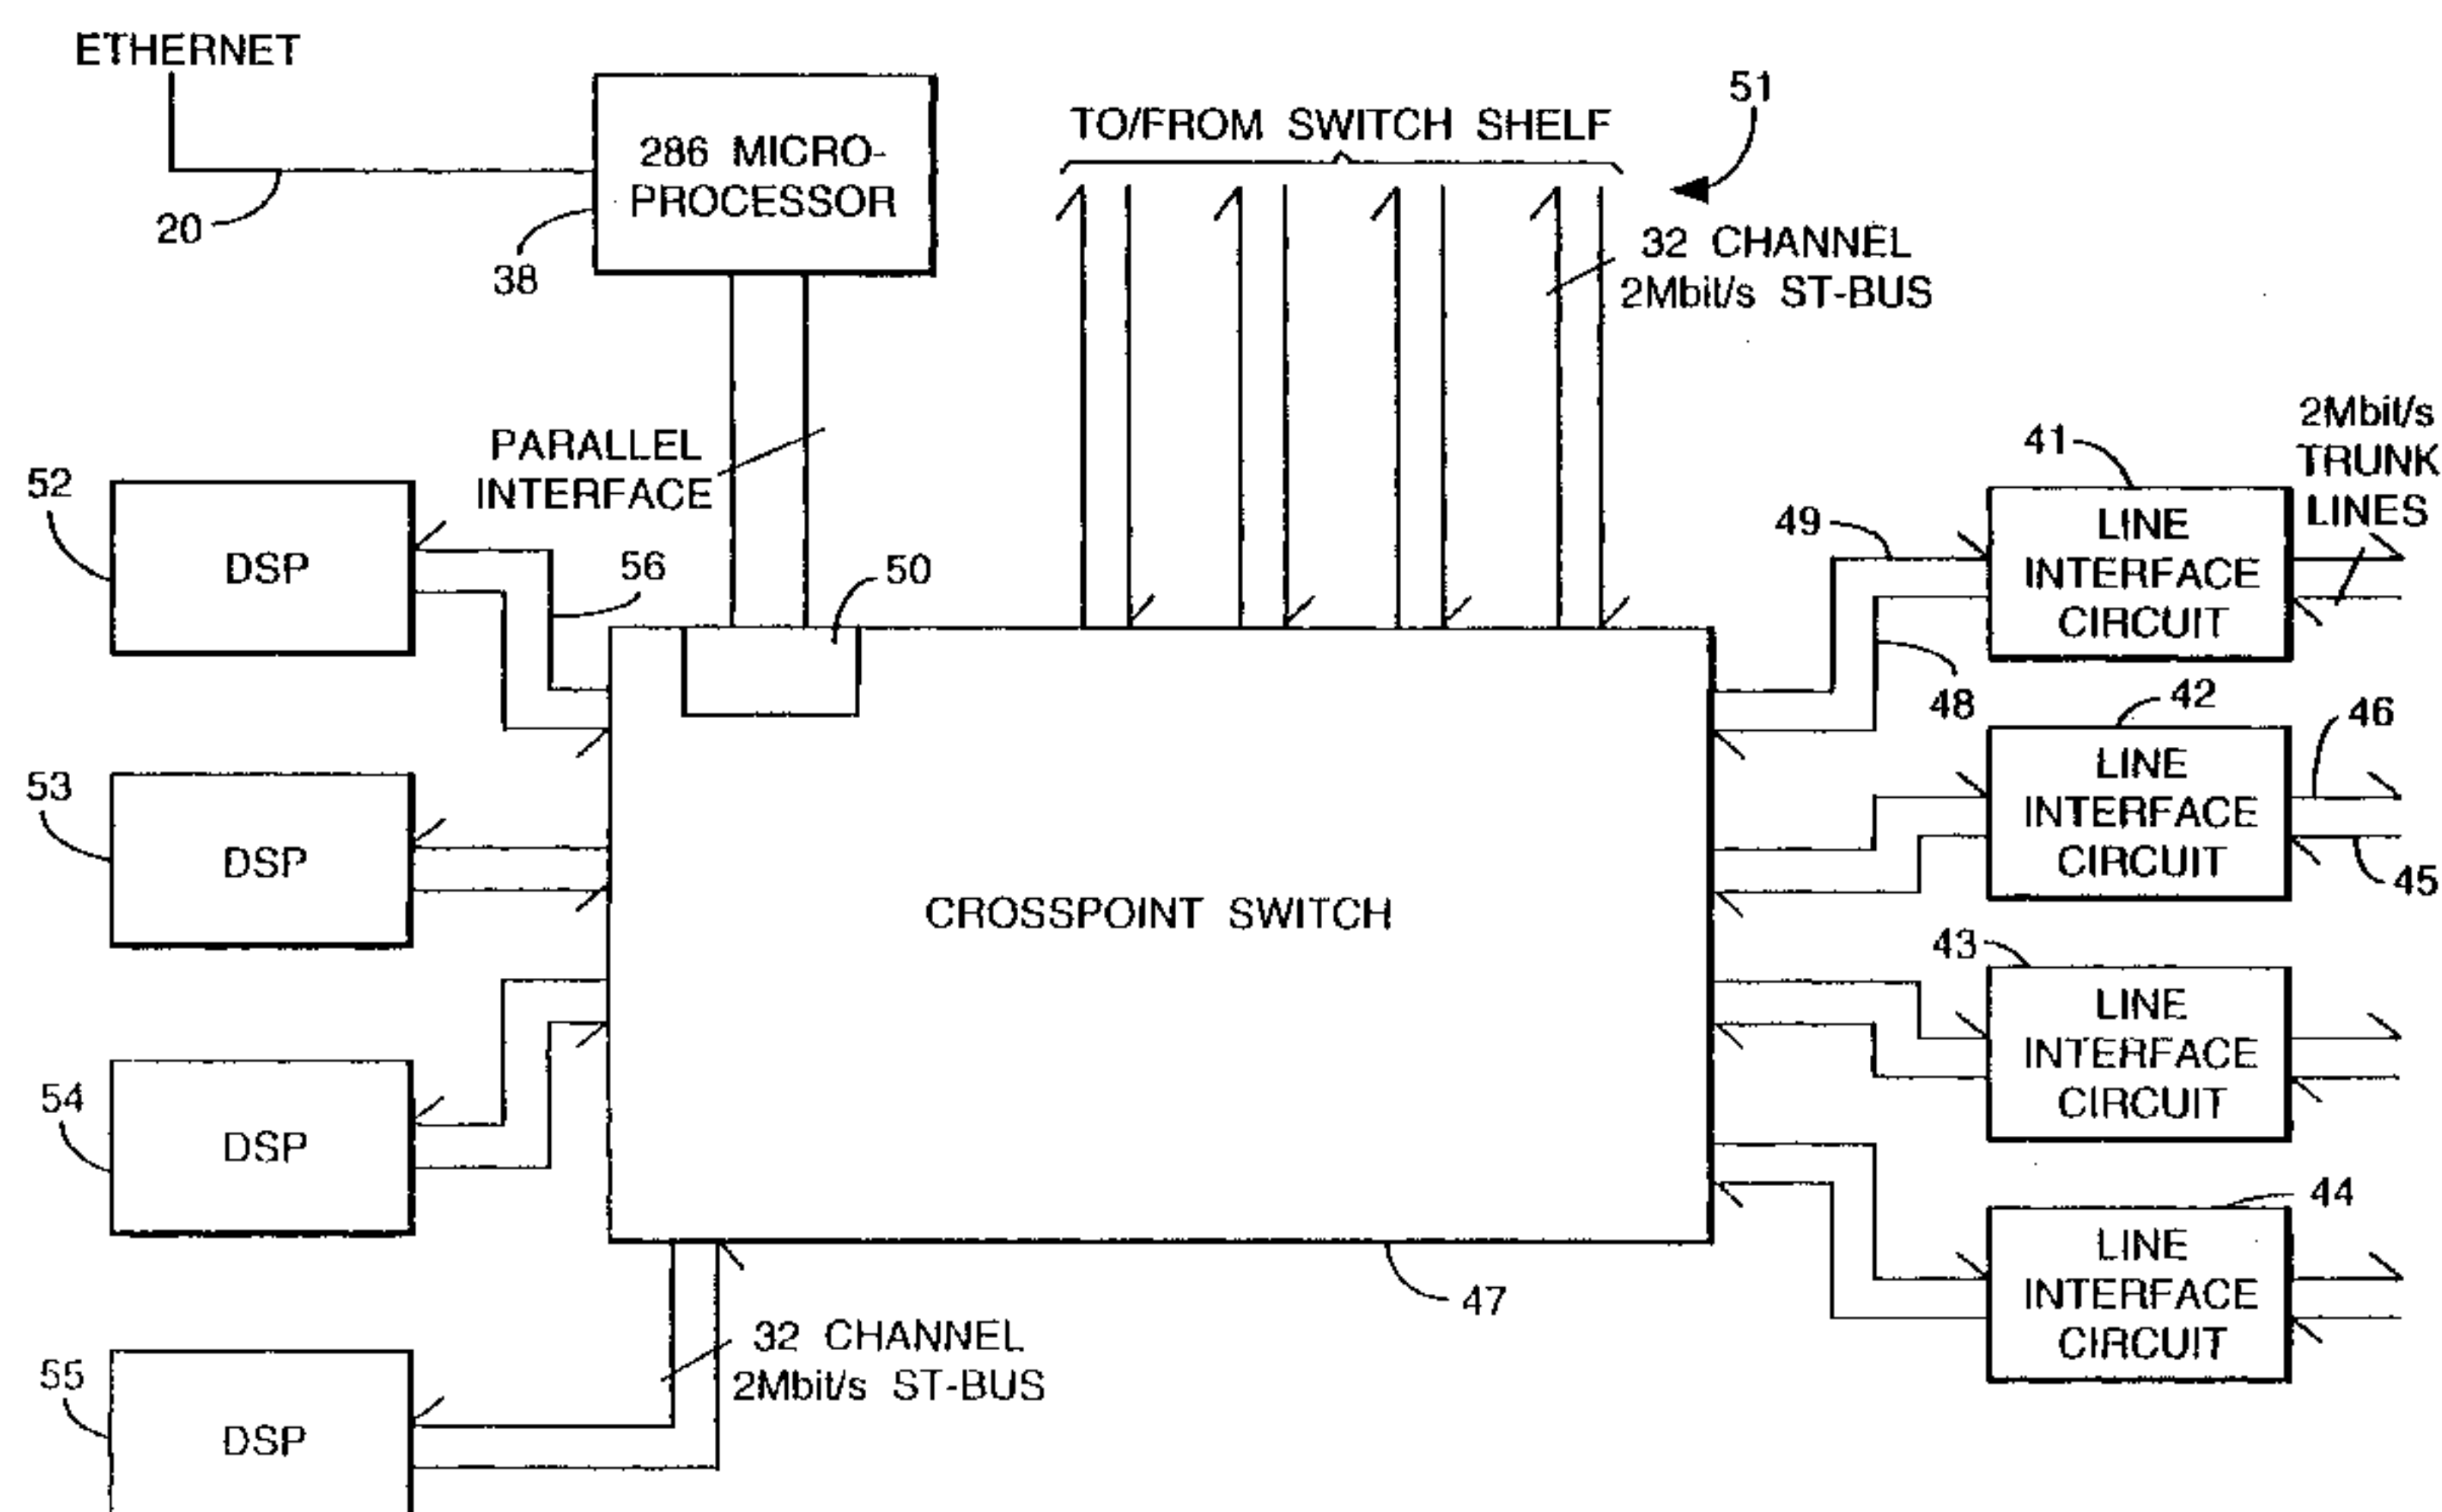 ETHERNET
20
286 MICRO-
PROCESSOR
38
TO/FROM SWITCH SHELF
51
32 CHANNEL
2Mbit/s ST-BUS
PARALLEL
INTERFACE
52
DSP
56
50
53
DSP
54
DSP
55
DSP
CROSSPOINT SWITCH
47
32 CHANNEL
2Mbit/s ST-BUS
49
48
41
LINE
INTERFACE
CIRCUIT
2Mbit/s
TRUNK
LINES
42
LINE
INTERFACE
CIRCUIT
46
45
43
LINE
INTERFACE
CIRCUIT
44
LINE
INTERFACE
CIRCUIT